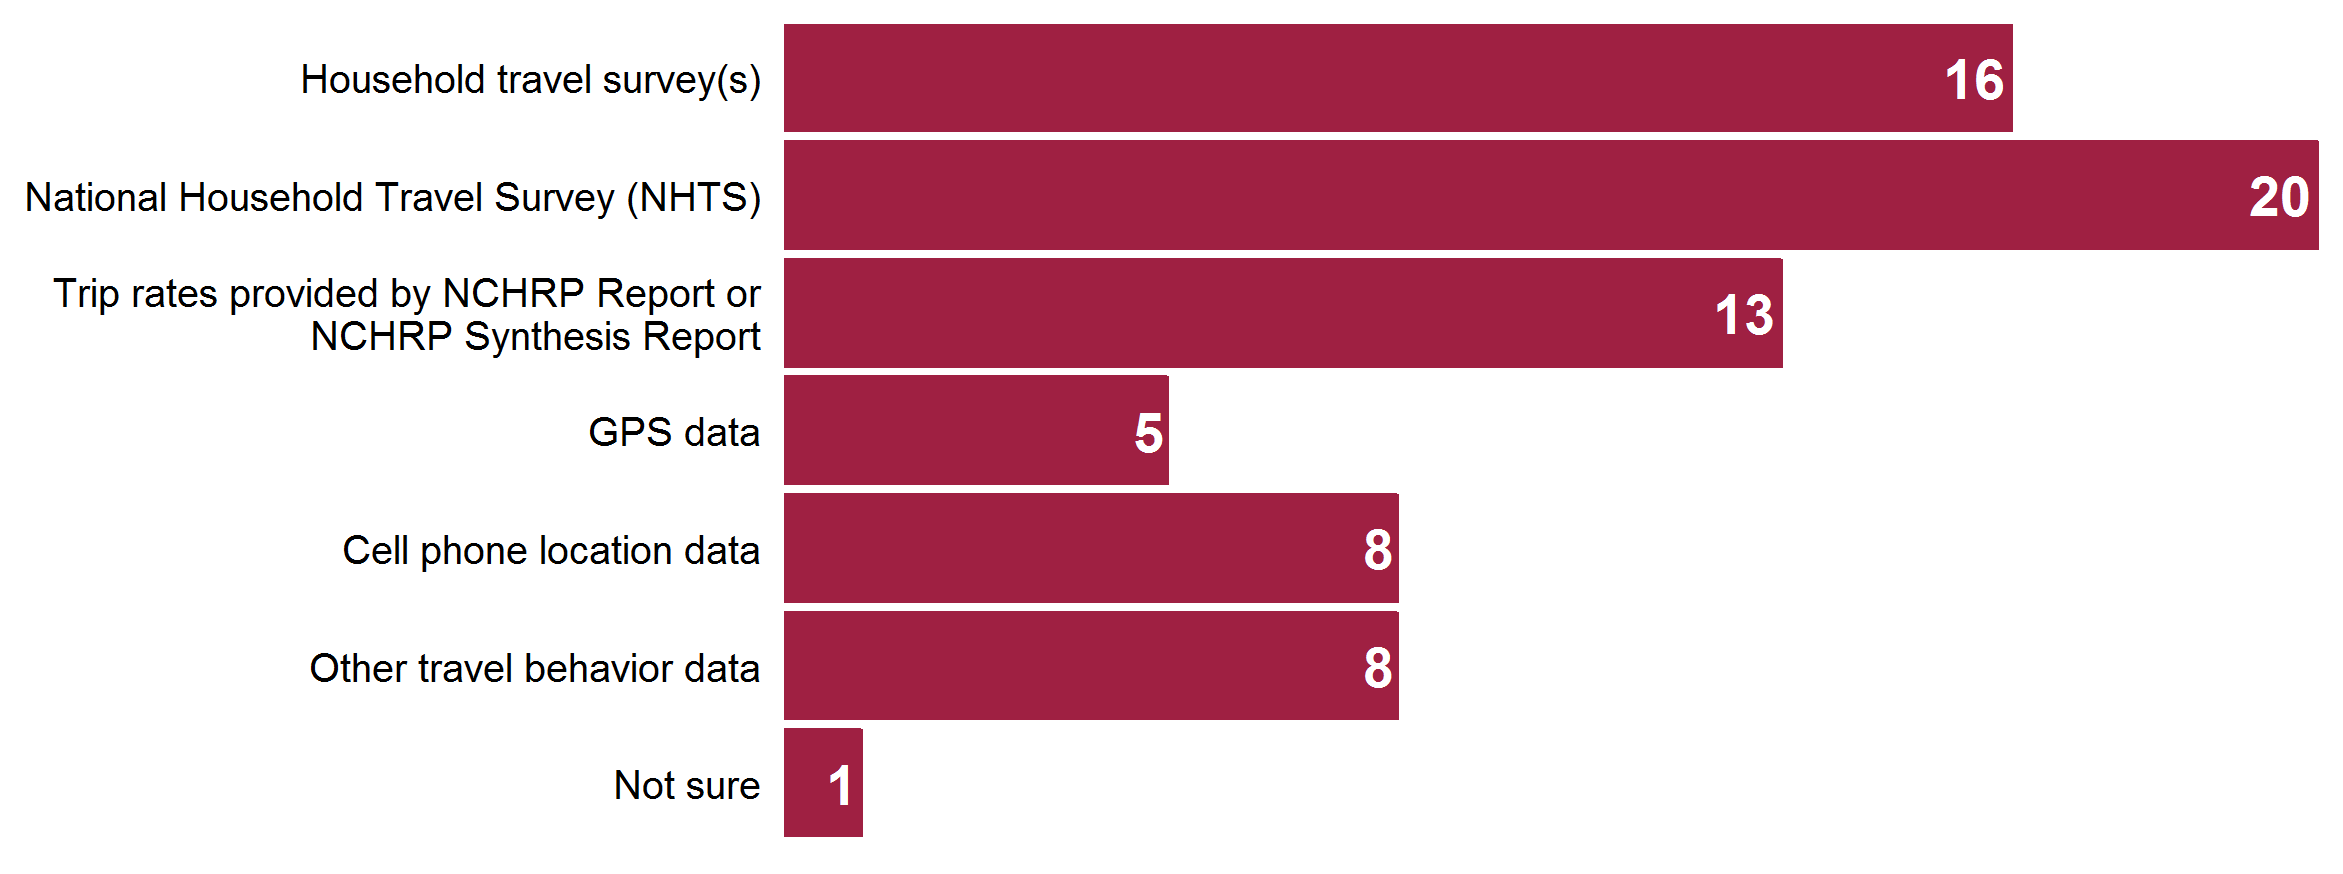 Household travel survey(s)
16
National Household Travel Survey (NHTS)
20
Trip rates provided by NCHRP Report or
NCHRP Synthesis Report
13
GPS data
5
Cell phone location data
8
Other travel behavior data
8
Not sure
1